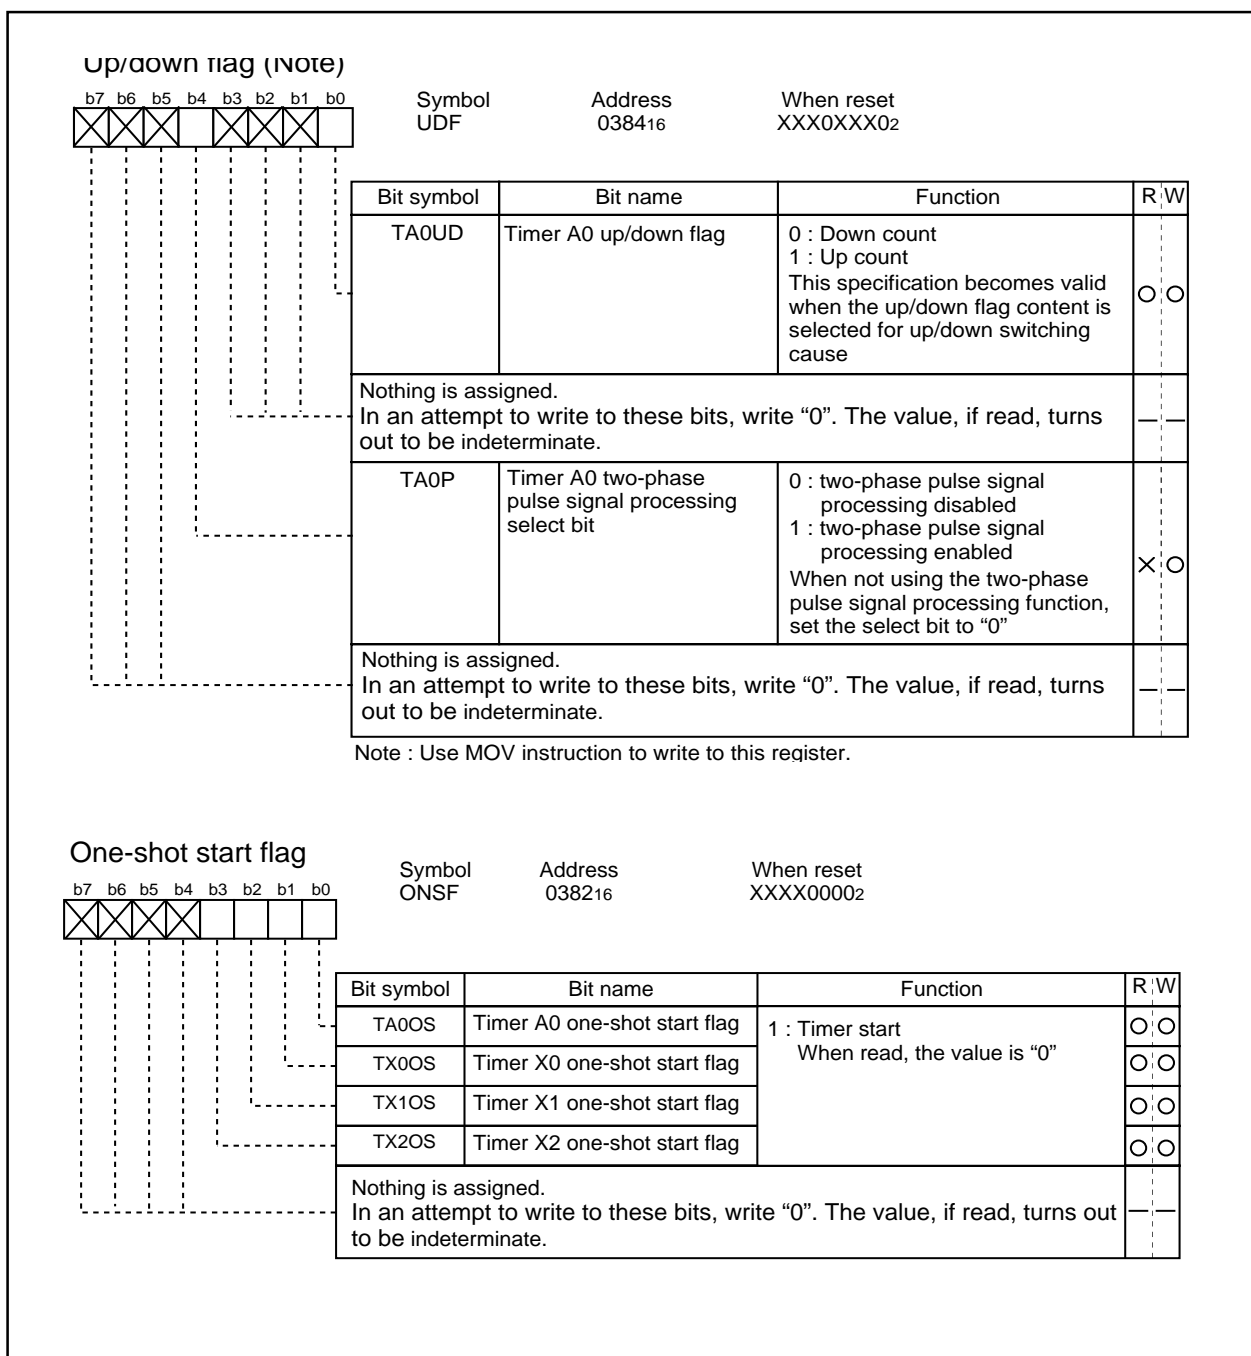 Up/down flag (Note)
b7 b6 b5 b4 b3 b2 b1 b0
Symbol Address When reset
UDF 038416 XXX0XXX02
Bit symbol Bit name Function R W
TA0UD Timer A0 up/down flag 0 : Down count
1 : Up count
This specification becomes valid
when the up/down flag content is
selected for up/down switching
cause
Nothing is assigned.
In an attempt to write to these bits, write “0”. The value, if read, turns
out to be indeterminate.
TA0P Timer A0 two-phase
pulse signal processing
select bit
0 : two-phase pulse signal
processing disabled
1 : two-phase pulse signal
processing enabled
When not using the two-phase
pulse signal processing function,
set the select bit to “0”
Nothing is assigned.
In an attempt to write to these bits, write “0”. The value, if read, turns
out to be indeterminate.
Note : Use MOV instruction to write to this register.
One-shot start flag
b7 b6 b5 b4 b3 b2 b1 b0
Symbol Address When reset
ONSF 038216 XXXX00002
Bit symbol Bit name Function R W
TA0OS Timer A0 one-shot start flag 1 : Timer start
When read, the value is “0”
TX0OS Timer X0 one-shot start flag
TX1OS Timer X1 one-shot start flag
TX2OS Timer X2 one-shot start flag
Nothing is assigned.
In an attempt to write to these bits, write “0”. The value, if read, turns out
to be indeterminate.